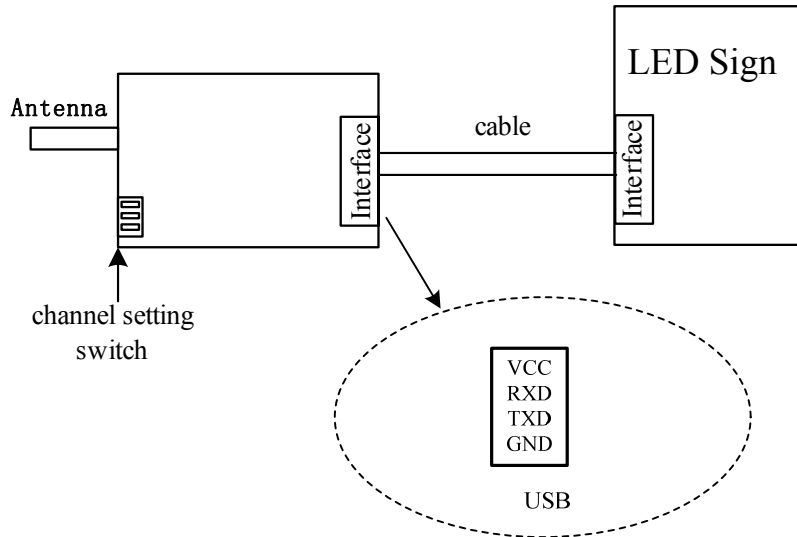 LED Sign
Antenna
cable
Interface
Interface
channel setting
switch
VCC
RXD
TXD
GND
USB